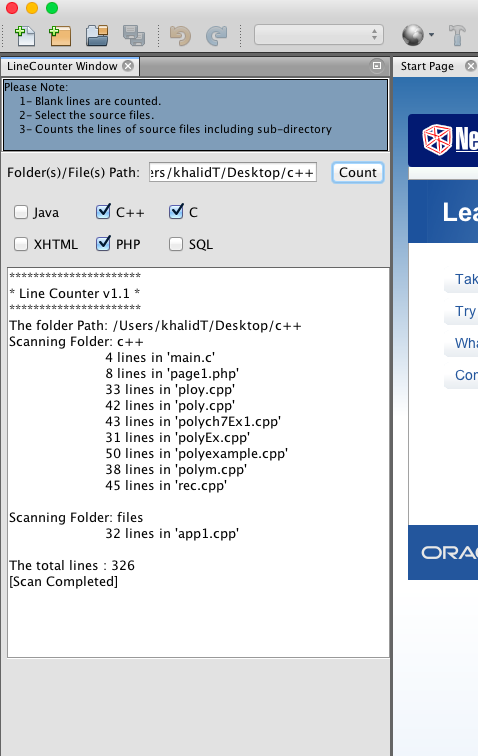 LineCounter Window
Start Page
Please Note:
1- Blank lines are counted.
2- Select the source files.
3- Counts the lines of source files including sub-directory
Folder(s)/File(s) Path: ers/khalidT/Desktop/c++ Count
Java C++ C
XHTML PHP SQL
**********************
* Line Counter v1.1 *
**********************
The folder Path: /Users/khalidT/Desktop/c++
Scanning Folder: c++
4 lines in 'main.c'
8 lines in 'page1.php'
33 lines in 'ploy.cpp'
42 lines in 'poly.cpp'
43 lines in 'polych7Ex1.cpp'
31 lines in 'polyEx.cpp'
50 lines in 'polyexample.cpp'
38 lines in 'polym.cpp'
45 lines in 'rec.cpp'
Scanning Folder: files
32 lines in 'app1.cpp'
The total lines : 326
[Scan Completed]
Ne
Lea
Tak
Try
Wha
Cor
ORAC